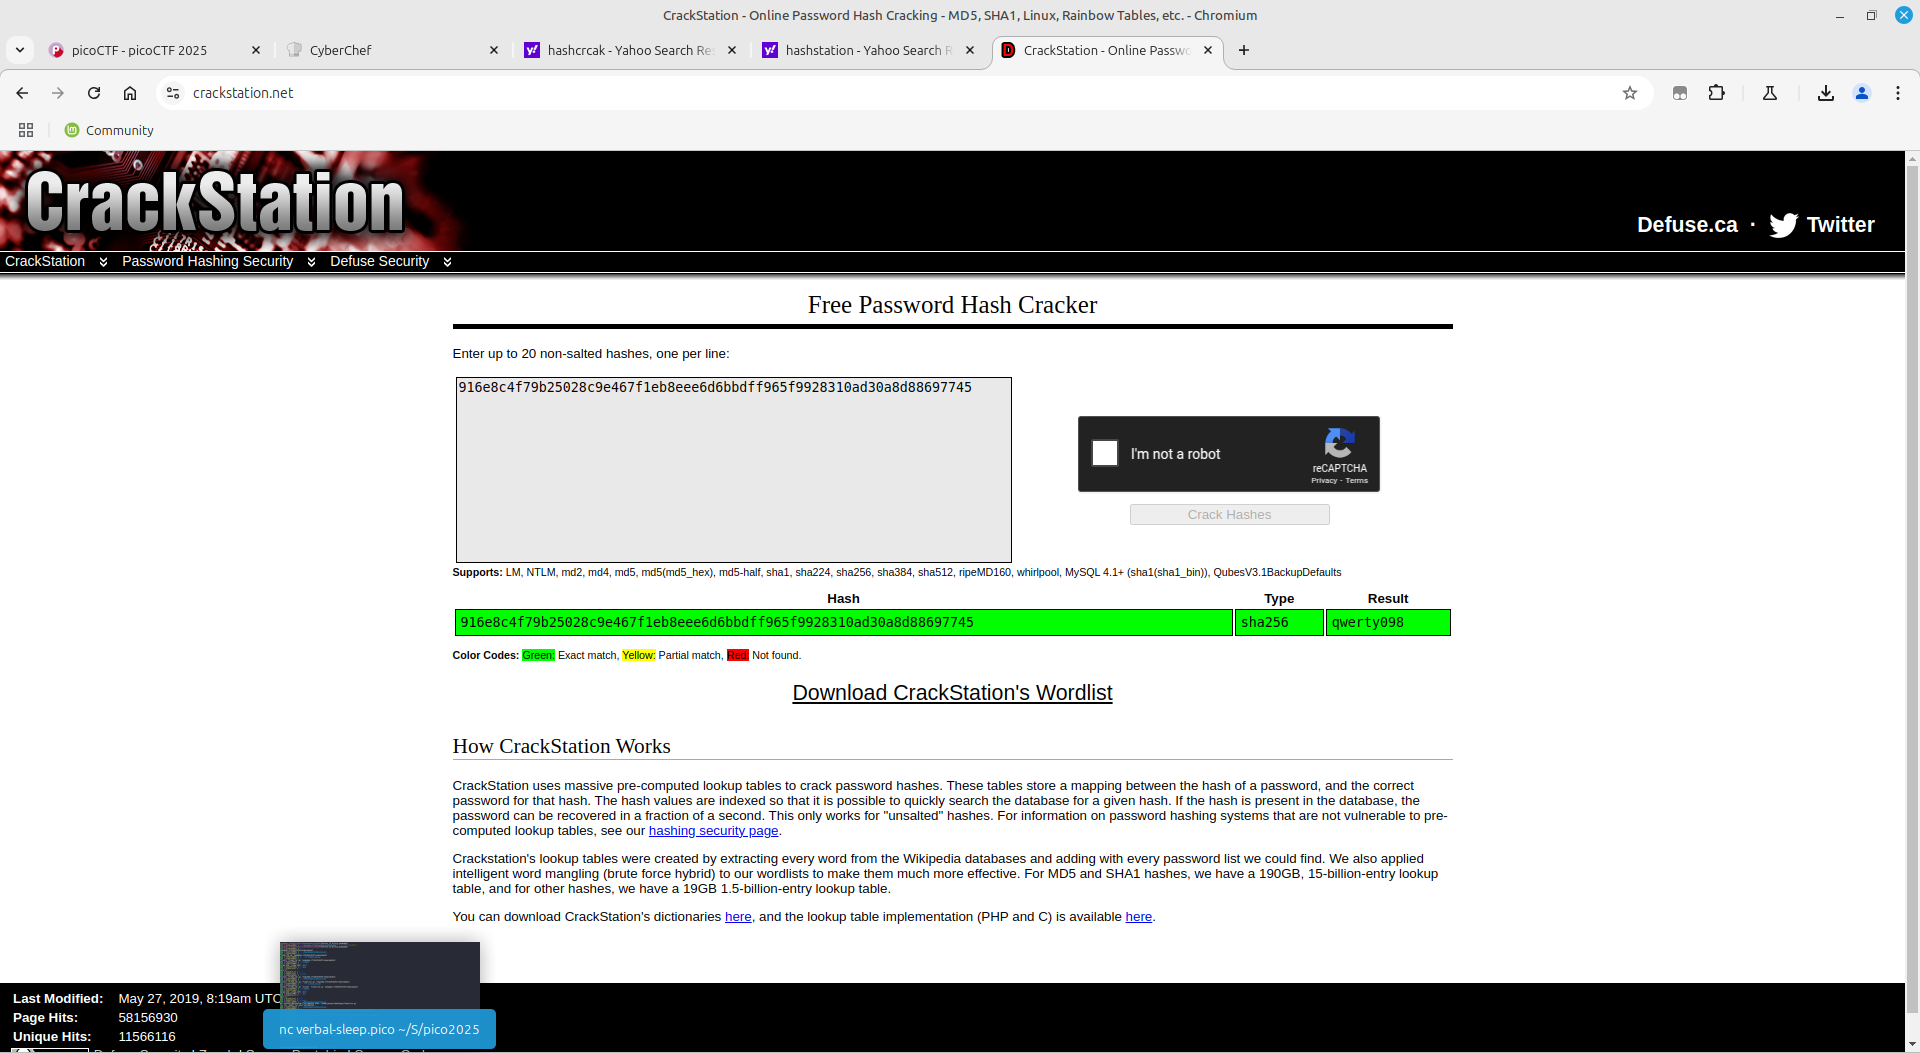 CrackStation - Online Password Hash Cracking - MD5, SHA1, Linux, Rainbow Tables, etc. - Chromium
picoCTF - picoCTF 2025
CyberChef
hashcrcak - Yahoo Search Re
hashstation - Yahoo Search R
CrackStation - Online Passwo
crackstation.net
Community
CrackStation
Defuse.ca · Twitter
CrackStation Password Hashing Security Defuse Security
Free Password Hash Cracker
Enter up to 20 non-salted hashes, one per line:
916e8c4f79b25028c9e467f1eb8eee6d6bbdff965f9928310ad30a8d88697745
I'm not a robot
reCAPTCHA
Privacy - Terms
Crack Hashes
Supports: LM, NTLM, md2, md4, md5, md5(md5_hex), md5-half, sha1, sha224, sha256, sha384, sha512, ripeMD160, whirlpool, MySQL 4.1+ (sha1(sha1_bin)), QubesV3.1BackupDefaults
Hash Type Result
916e8c4f79b25028c9e467f1eb8eee6d6bbdff965f9928310ad30a8d88697745 sha256 qwerty098
Color Codes: Green: Exact match, Yellow: Partial match, Red: Not found.
Download CrackStation's Wordlist
How CrackStation Works
CrackStation uses massive pre-computed lookup tables to crack password hashes. These tables store a mapping between the hash of a password, and the correct
password for that hash. The hash values are indexed so that it is possible to quickly search the database for a given hash. If the hash is present in the database, the
password can be recovered in a fraction of a second. This only works for "unsalted" hashes. For information on password hashing systems that are not vulnerable to pre-
computed lookup tables, see our hashing security page.
Crackstation's lookup tables were created by extracting every word from the Wikipedia databases and adding with every password list we could find. We also applied
intelligent word mangling (brute force hybrid) to our wordlists to make them much more effective. For MD5 and SHA1 hashes, we have a 190GB, 15-billion-entry lookup
table, and for other hashes, we have a 19GB 1.5-billion-entry lookup table.
You can download CrackStation's dictionaries here, and the lookup table implementation (PHP and C) is available here.
Last Modified: May 27, 2019, 8:19am UTC
Page Hits: 58156930
Unique Hits: 11566116
nc verbal-sleep.pico ~/S/pico2025